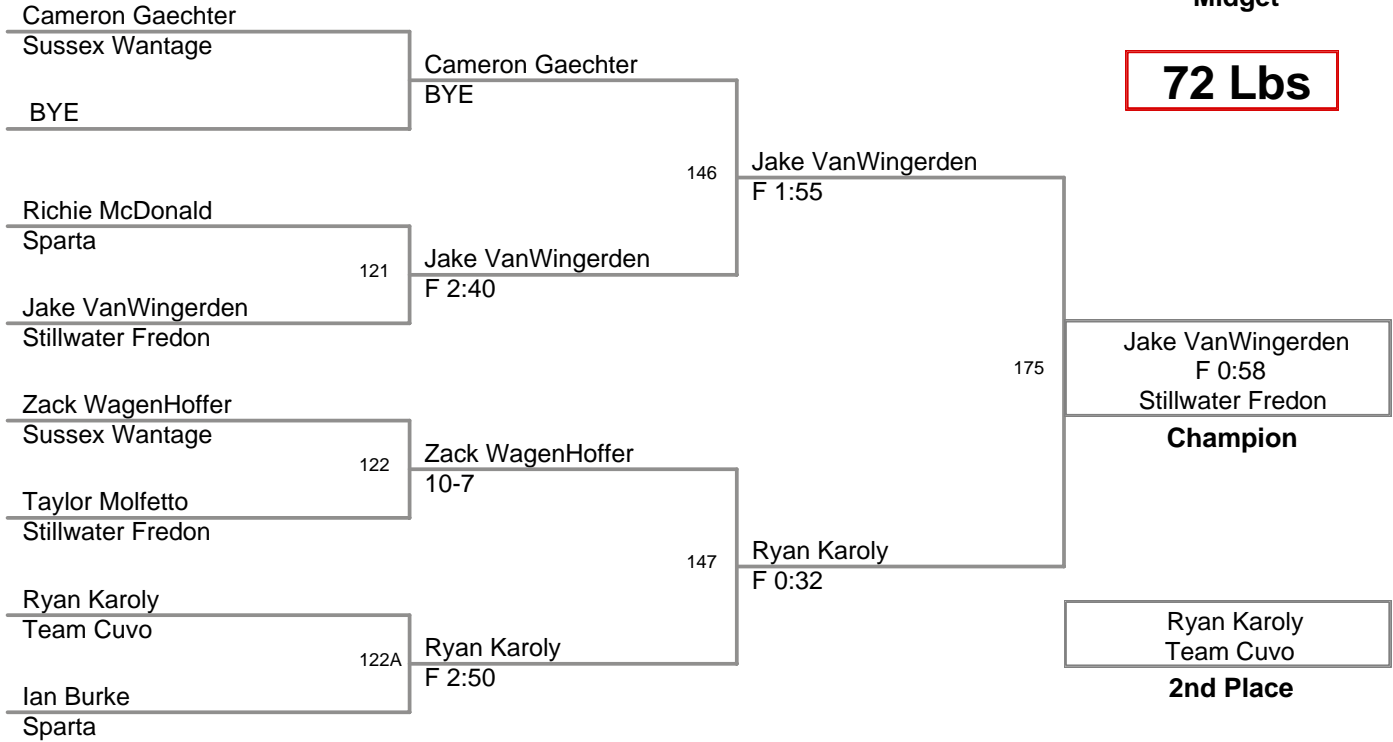 Midget
72 Lbs
Cameron Gaechter
Sussex Wantage
BYE
Richie McDonald
Sparta
121
Jake VanWingerden
Stillwater Fredon
Zack WagenHoffer
Sussex Wantage
122
Taylor Molfetto
Stillwater Fredon
Ryan Karoly
Team Cuvo
122A
Ian Burke
Sparta
Cameron Gaechter
BYE
146
Jake VanWingerden
F 2:40
Zack WagenHoffer
10-7
147
Ryan Karoly
F 2:50
Jake VanWingerden
F 1:55
175
Ryan Karoly
F 0:32
Jake VanWingerden
F 0:58
Stillwater Fredon
Champion
Ryan Karoly
Team Cuvo
2nd Place